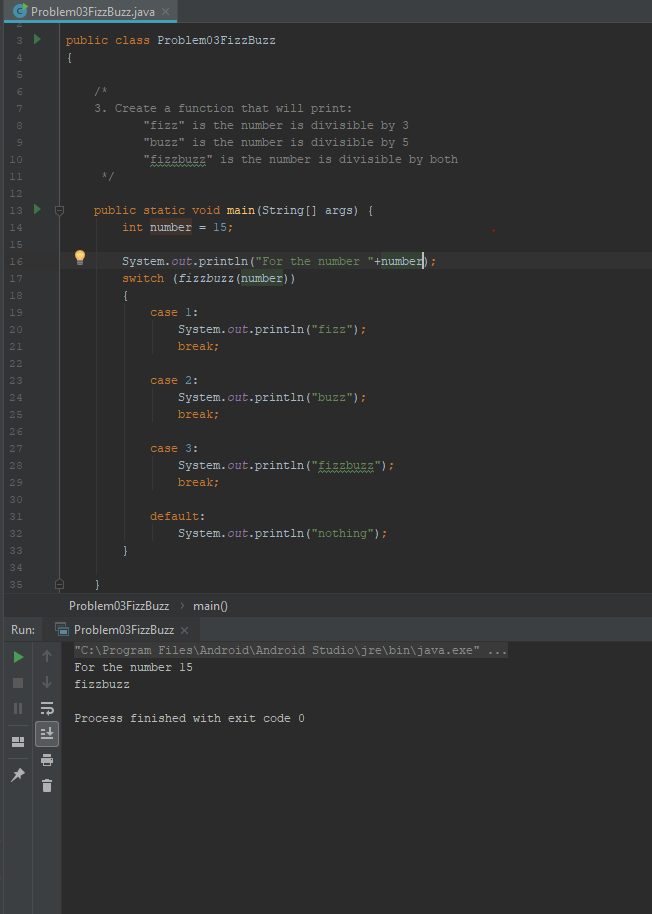 Problem03FizzBuzz.java
2
3 public class Problem03FizzBuzz
4 {
5
6 /*
7 3. Create a function that will print:
8 "fizz" is the number is divisible by 3
9 "buzz" is the number is divisible by 5
10 "fizzbuzz" is the number is divisible by both
11 */
12
13 public static void main(String[] args) {
14 int number = 15;
15
16 System.out.println("For the number "+number);
17 switch (fizzbuzz(number))
18 {
19 case 1:
20 System.out.println("fizz");
21 break;
22
23 case 2:
24 System.out.println("buzz");
25 break;
26
27 case 3:
28 System.out.println("fizzbuzz");
29 break;
30
31 default:
32 System.out.println("nothing");
33 }
34
35 }
Problem03FizzBuzz › main()
Run: Problem03FizzBuzz
"C:\Program Files\Android\Android Studio\jre\bin\java.exe" ...
For the number 15
fizzbuzz
Process finished with exit code 0